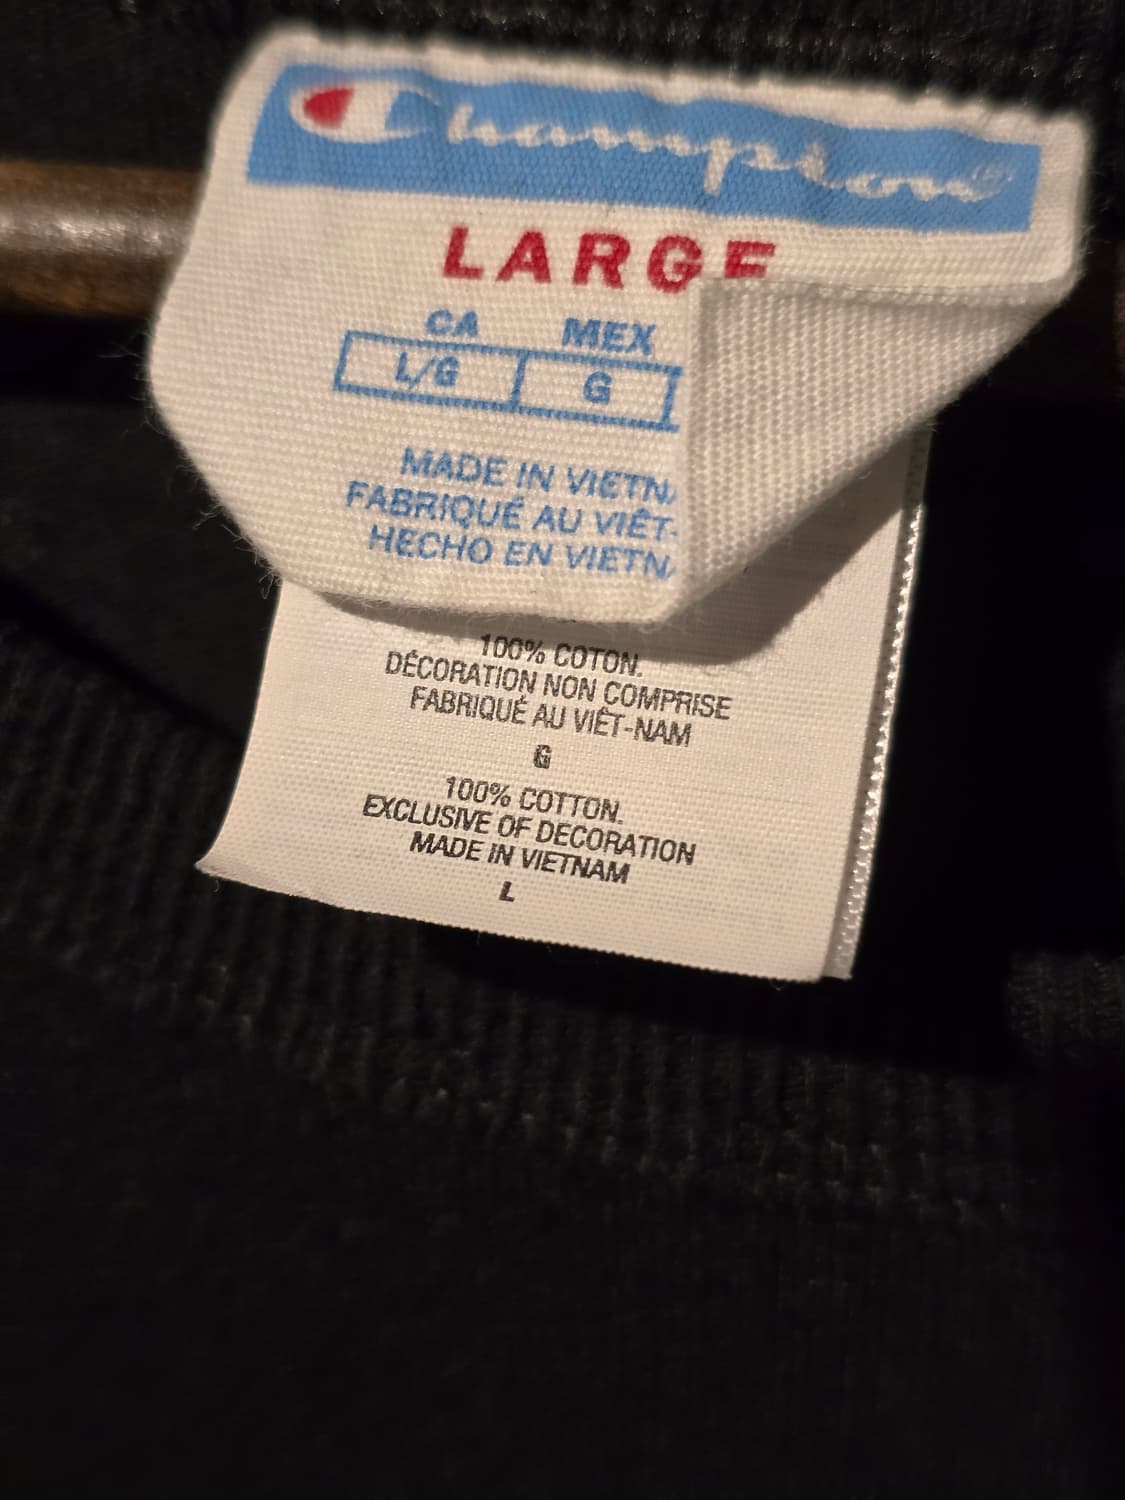 Champion®
LARGE
CA MEX
L/G G
MADE IN VIETN
FABRIQUÉ AU VIÊT-
HECHO EN VIETN
100% COTON.
DÉCORATION NON COMPRISE
FABRIQUÉ AU VIÊT-NAM
G
100% COTTON.
EXCLUSIVE OF DECORATION
MADE IN VIETNAM
L